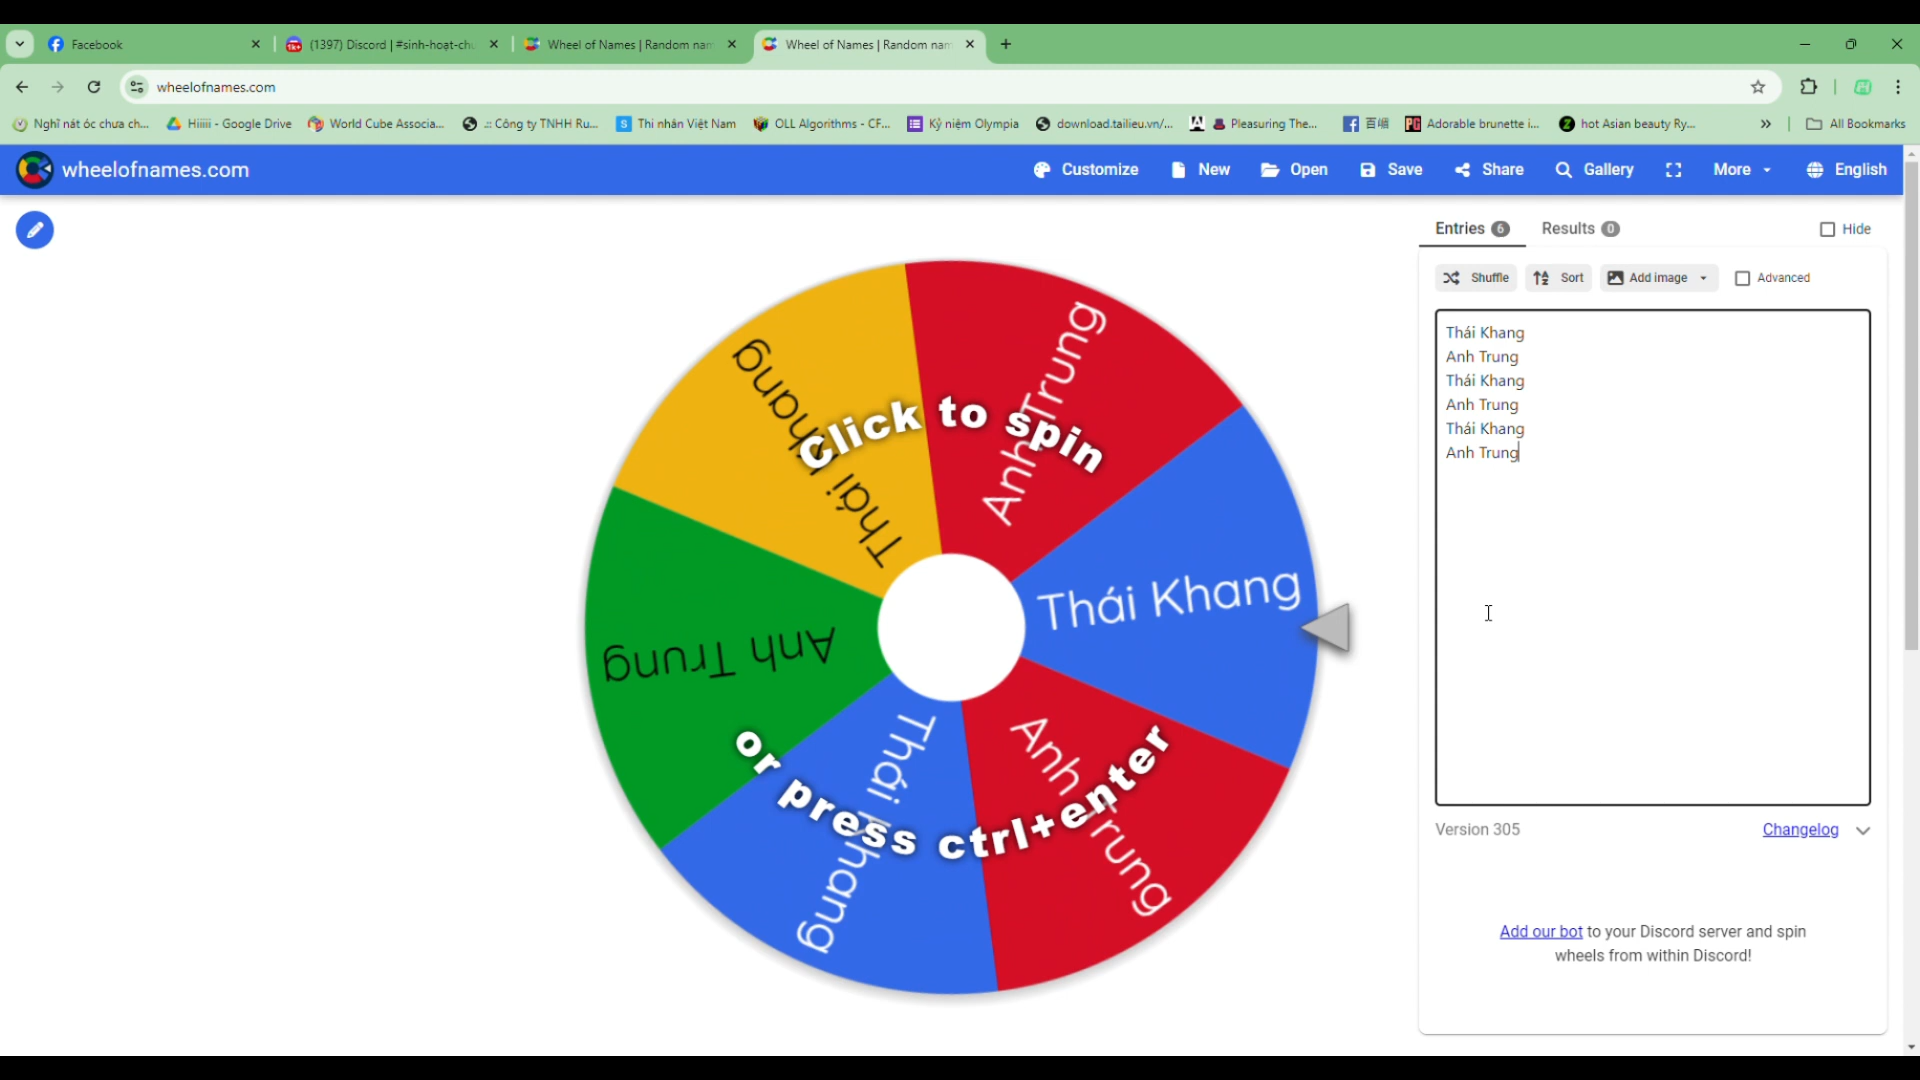 Facebook
(1397) Discord | #sinh-hoạt-chu
Wheel of Names | Random nam
Wheel of Names | Random nam
wheelofnames.com
Nghĩ nát óc chưa ch...
Hiiiii - Google Drive
World Cube Associa...
.:: Công ty TNHH Ru...
Thi nhân Việt Nam
OLL Algorithms - CF...
Kỷ niệm Olympia
download.tailieu.vn/...
Pleasuring The...
Adorable brunette i...
hot Asian beauty Ry...
All Bookmarks
wheelofnames.com
Customize
New
Open
Save
Share
Gallery
More
English
Entries 6
Results 0
Hide
Shuffle
Sort
Add image
Advanced
Thái Khang
Anh Trung
Thái Khang
Anh Trung
Thái Khang
Anh Trung
Click to spin
or press ctrl+enter
Anh Trung
Thái Khang
Anh Trung
Thái Khang
Anh Trung
Thái Khang
Version 305
Changelog
Add our bot to your Discord server and spin
wheels from within Discord!